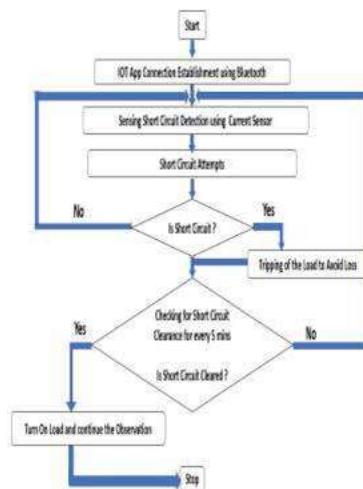 Start
IOT App Connection Establishment using Bluetooth
Sensing Short Circuit Detection using Current Sensor
Short Circuit Attempts
No
Yes
Is Short Circuit ?
Tripping of the Load to Avoid Loss
Checking for Short Circuit
Yes
Clearance for every 5 mins
No
Is Short Circuit Cleared ?
Turn On Load and continue the Observation
Stop